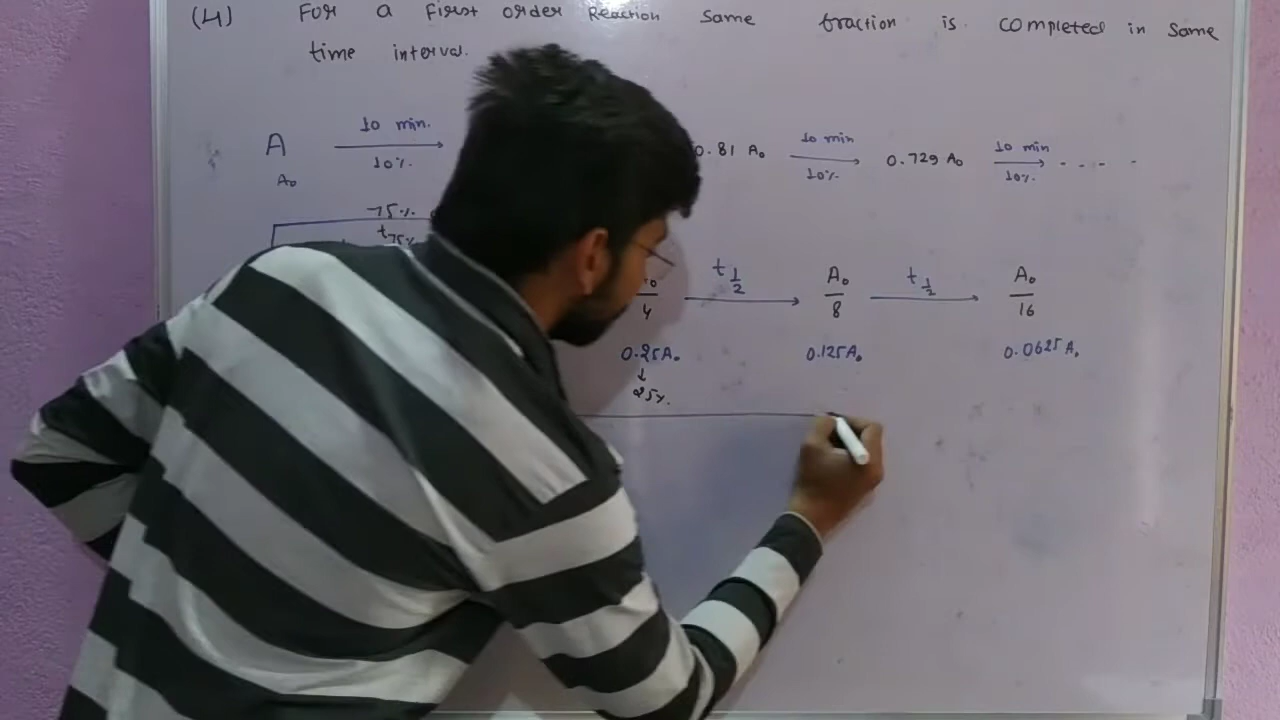 (4) For a First order Reaction Same fraction is completed in Same
time interval.
10 min. 10 min 10 min
A 0.81 A₀ 0.729 A₀ - - - -
10% 10% 10%
A₀
75%
t75%
t 1/2 t 1/2
A₀/4 A₀/8 A₀/16
0.25A₀ 0.125A₀ 0.0625A₀
↓
25%